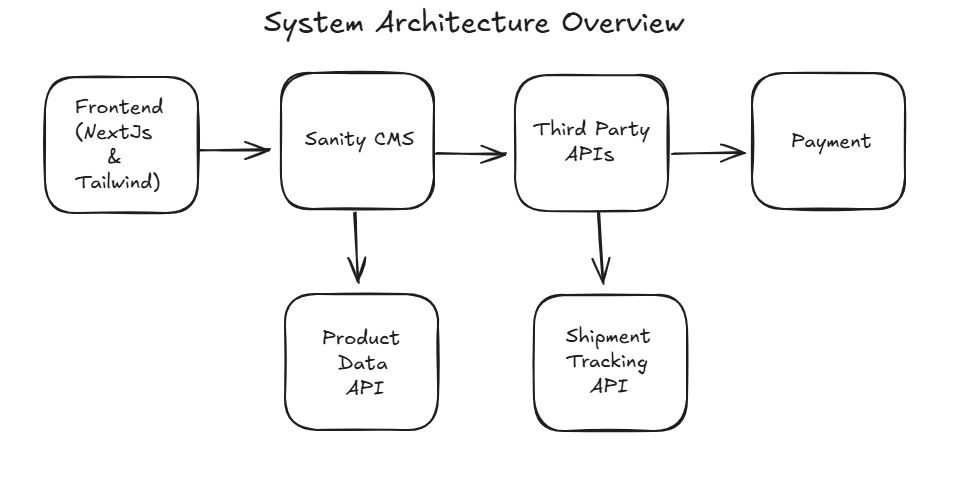 System Architecture Overview
Frontend
(NextJs
&
Tailwind)
Sanity CMS
Third Party
APIs
Payment
Product
Data
API
Shipment
Tracking
API